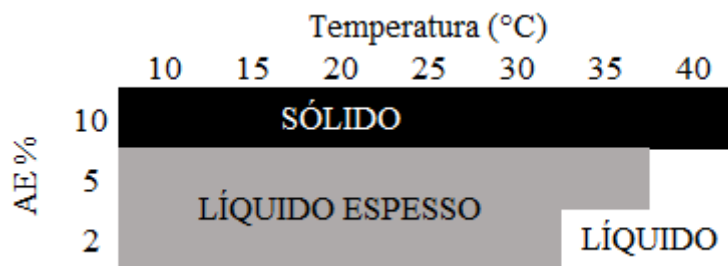 Temperatura (°C)
10 15 20 25 30 35 40
AE %
10 SÓLIDO
5
LÍQUIDO ESPESSO
2 LÍQUIDO